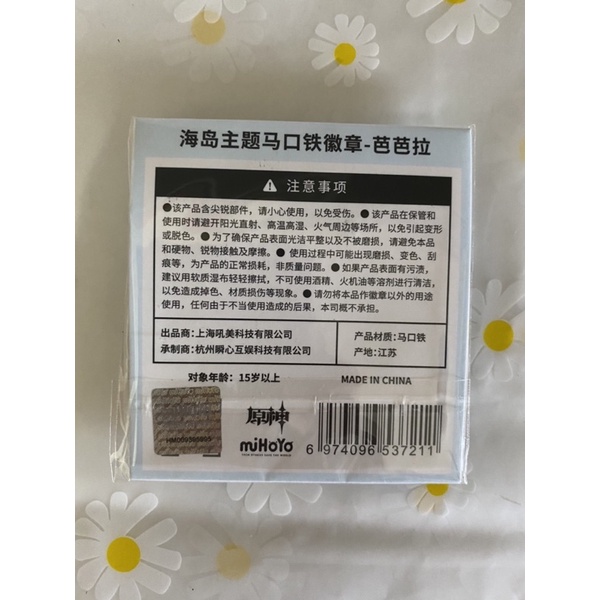 海岛主题马口铁徽章-芭芭拉
注意事项
●该产品含尖锐部件，请小心使用，以免受伤。●该产品在保管和
使用时请避开阳光直射、高温高湿、火气周边等场所，以免引起变形
或脱色。●为了确保产品表面光洁平整以及不被磨损，请避免本品
和硬物、锐物接触及摩擦。● 使用过程中可能出现磨损、变色、刮
痕等，为产品的正常损耗，非质量问题。●如果产品表面有污渍，
建议用软质湿布轻轻擦拭，不可使用酒精、火机油等溶剂进行清洁，
以免造成掉色、材质损伤等现象。●请勿将本品作徽章以外的用途
使用，任何由于不当使用造成的后果，本司概不承担。
出品商：上海吼美科技有限公司
承制商：杭州瞬心互娱科技有限公司
产品材质：马口铁
产地：江苏
对象年龄：15岁以上
MADE IN CHINA
原神
miHoYo
TECH OTAKUS SAVE THE WORLD
6 974096 537211